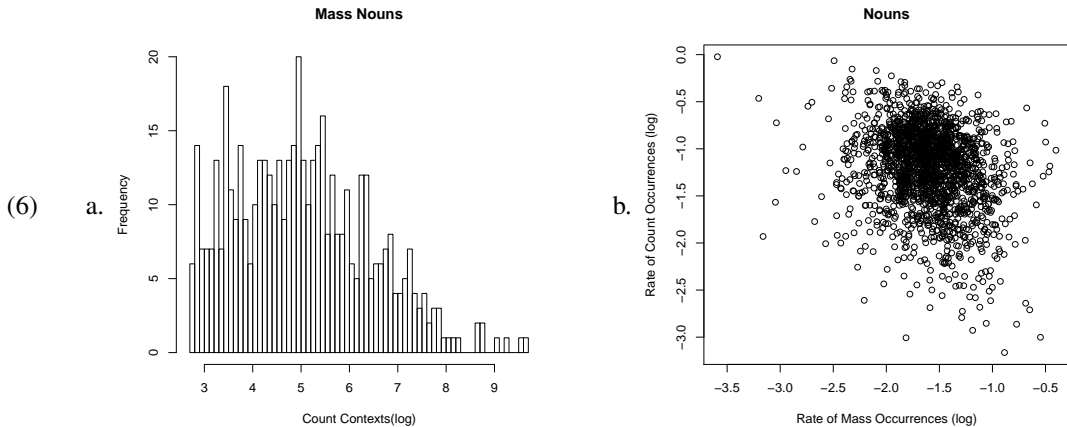 (6)
a.
Mass Nouns
Frequency
20
15
10
5
0
3 4 5 6 7 8 9
Count Contexts(log)
b.
Nouns
Rate of Count Occurrences (log)
0.0
−0.5
−1.0
−1.5
−2.0
−2.5
−3.0
−3.5 −3.0 −2.5 −2.0 −1.5 −1.0 −0.5
Rate of Mass Occurrences (log)